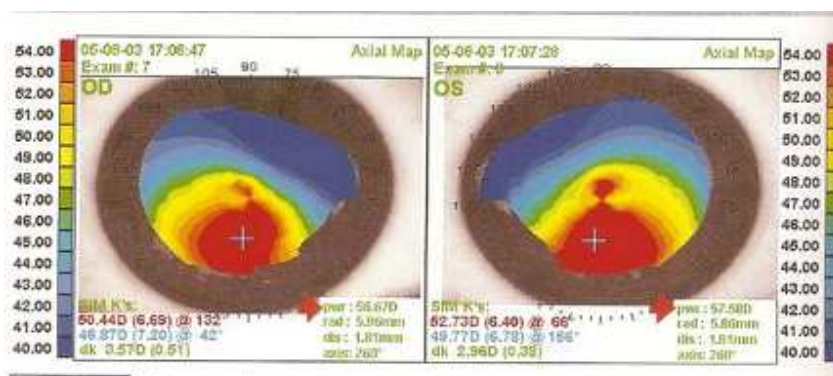 54.00
53.00
52.00
51.00
50.00
49.00
48.00
47.00
46.00
45.00
44.00
43.00
42.00
41.00
40.00
05-06-03 17:06:47 Axial Map
Exam #: 7
105 90 75
OD
SIM K's:
50.44D (6.69) @ 132°
46.87D (7.20) @ 42°
dk 3.57D (0.51)
pwr : 56.67D
rad : 5.96mm
dis : 1.81mm
axis: 268°
05-06-03 17:07:28 Axial Map
Exam #:
90
OS
SIM K's:
52.73D (6.40) @ 66°
49.77D (6.78) @ 156°
dk 2.96D (0.38)
pwr : 57.58D
rad : 5.86mm
dis : 1.81mm
axis: 268°
54.00
53.00
52.00
51.00
50.00
49.00
48.00
47.00
46.00
45.00
44.00
43.00
42.00
41.00
40.00